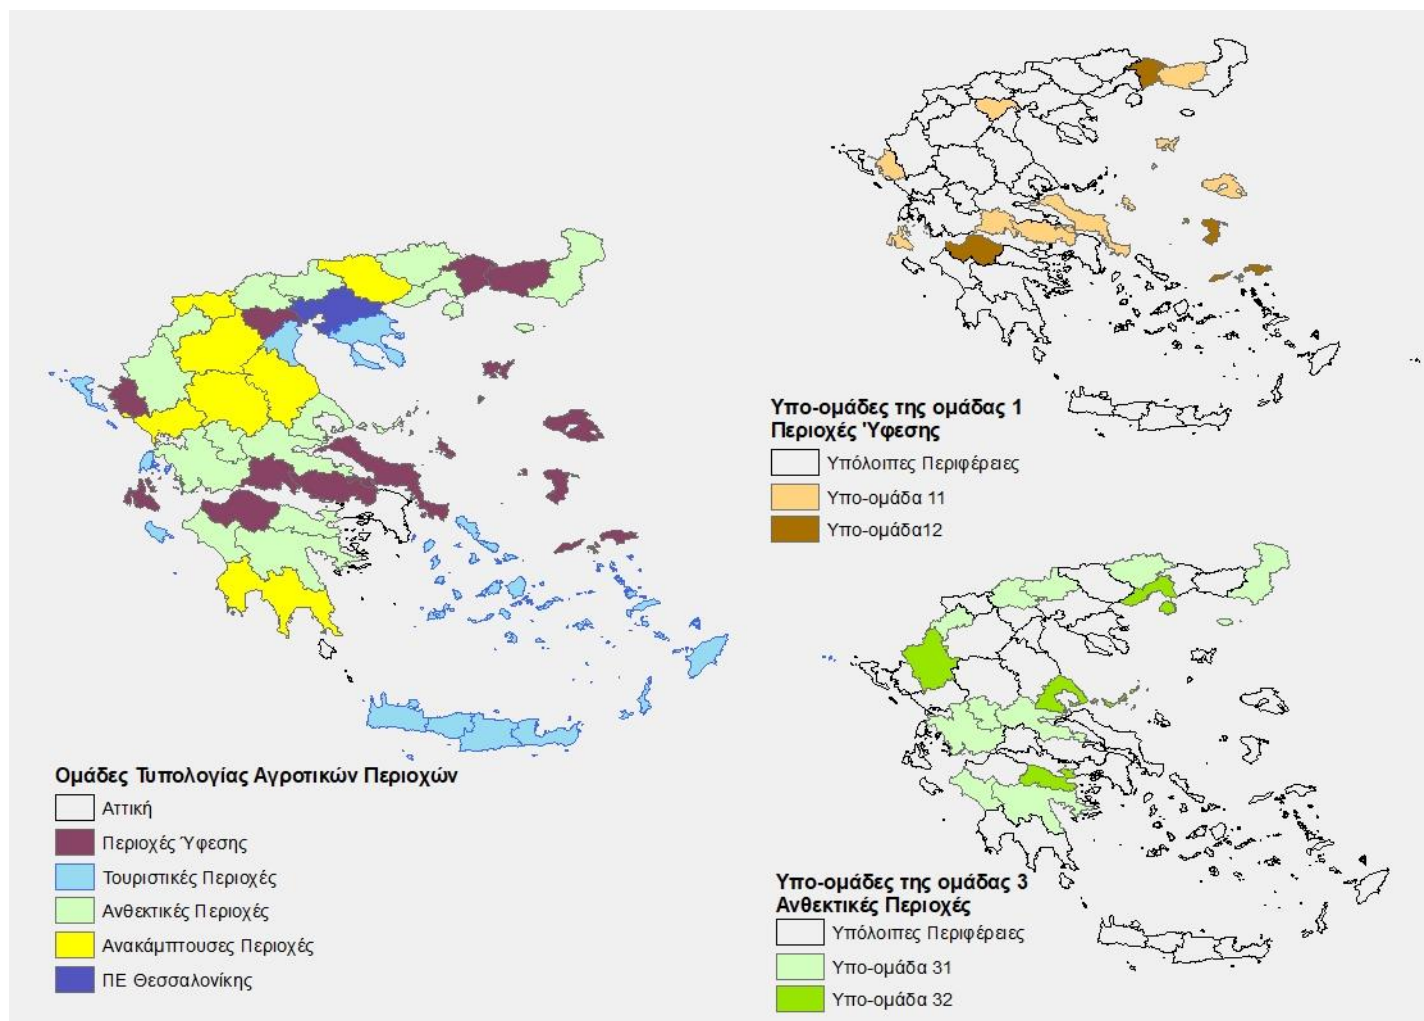 Υπο-ομάδες της ομάδας 1
Περιοχές Ύφεσης
Υπόλοιπες Περιφέρειες
Υπο-ομάδα 11
Υπο-ομάδα12
Ομάδες Τυπολογίας Αγροτικών Περιοχών
Αττική
Περιοχές Ύφεσης
Τουριστικές Περιοχές
Ανθεκτικές Περιοχές
Ανακάμπτουσες Περιοχές
ΠΕ Θεσσαλονίκης
Υπο-ομάδες της ομάδας 3
Ανθεκτικές Περιοχές
Υπόλοιπες Περιφέρειες
Υπο-ομάδα 31
Υπο-ομάδα 32